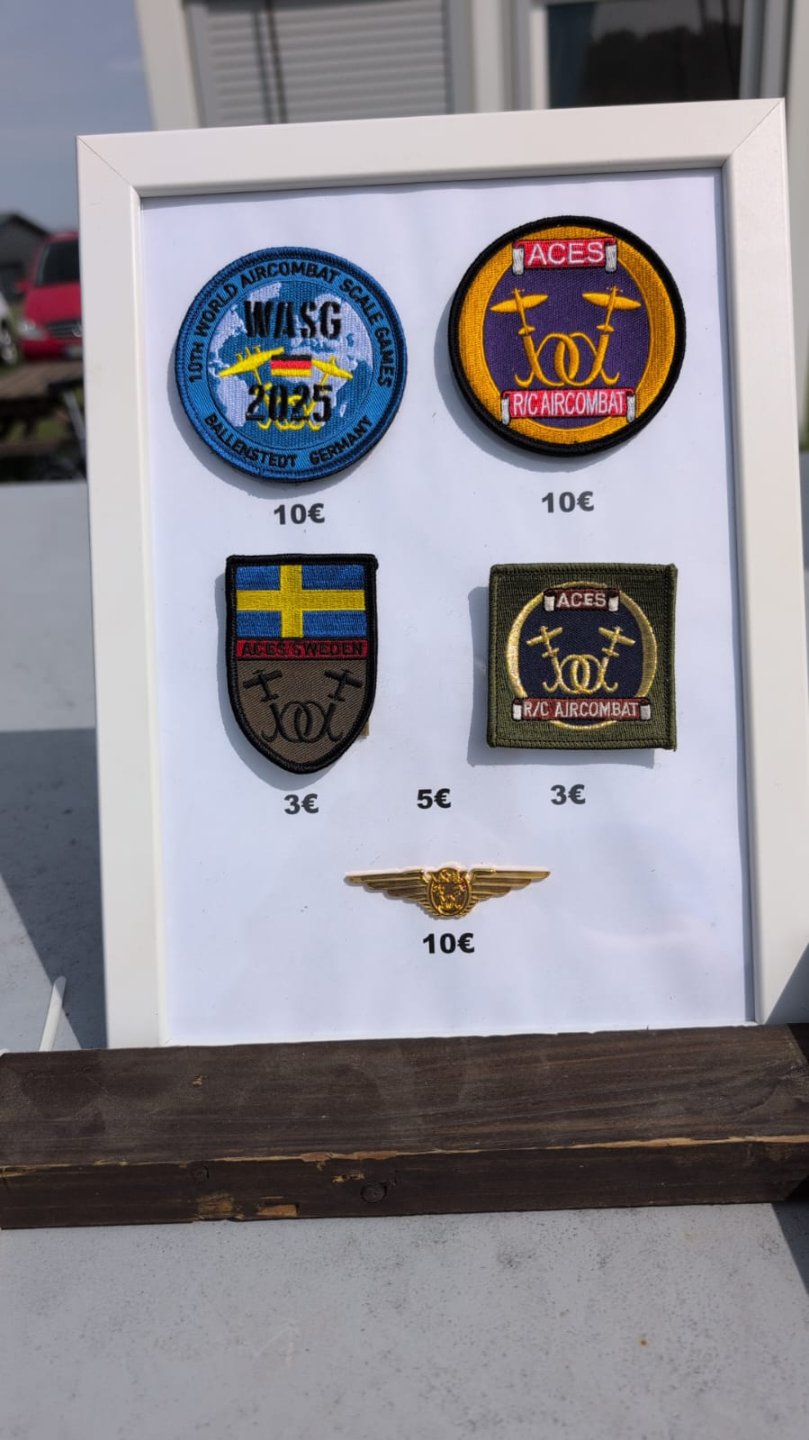 10TH WORLD AIRCOMBAT SCALE GAMES
WASG
2025
BALLENSTEDT GERMANY
ACES
R/C AIRCOMBAT
10€
10€
ACES SWEDEN
ACES
R/C AIRCOMBAT
3€
5€
3€
10€